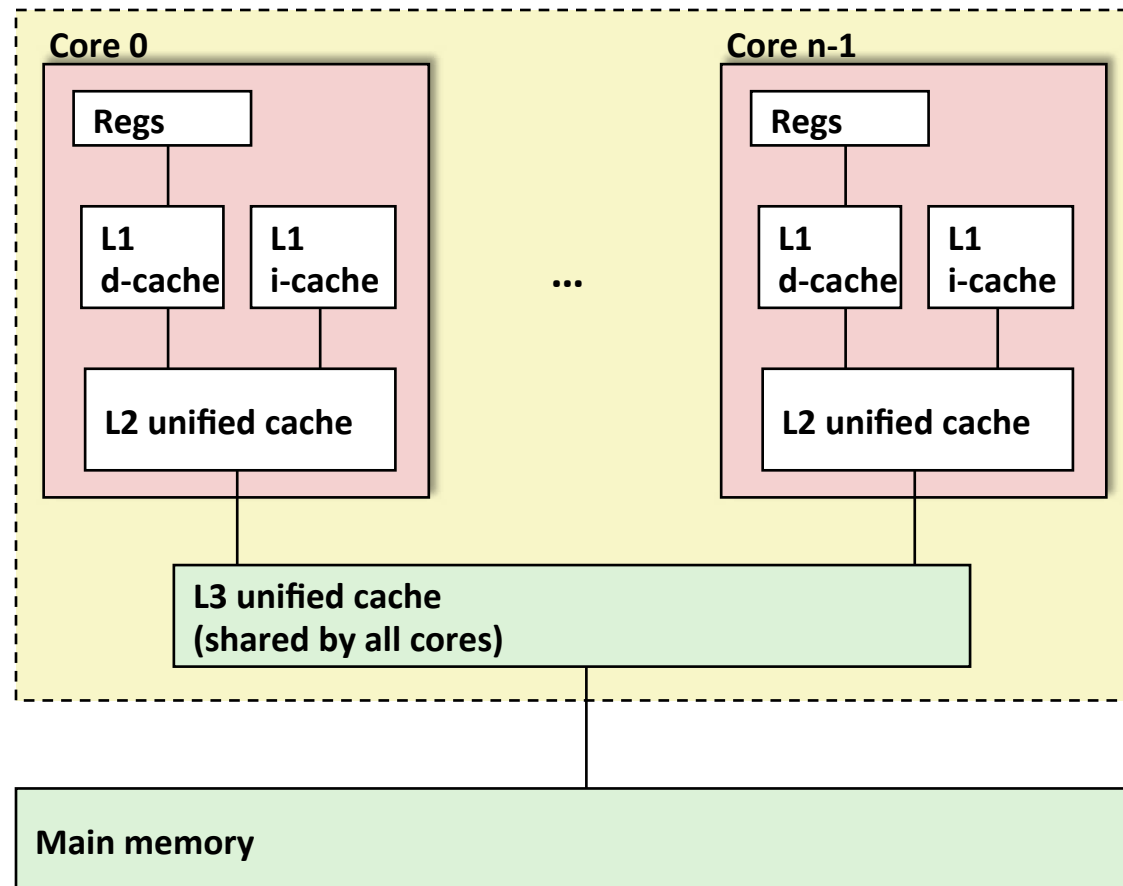 Core 0
Regs
L1
d-cache
L1
i-cache
L2 unified cache
...
Core n-1
Regs
L1
d-cache
L1
i-cache
L2 unified cache
L3 unified cache
(shared by all cores)
Main memory